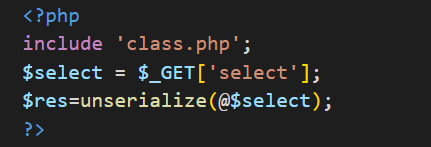 <?php
include 'class.php';
$select = $_GET['select'];
$res=unserialize(@$select);
?>